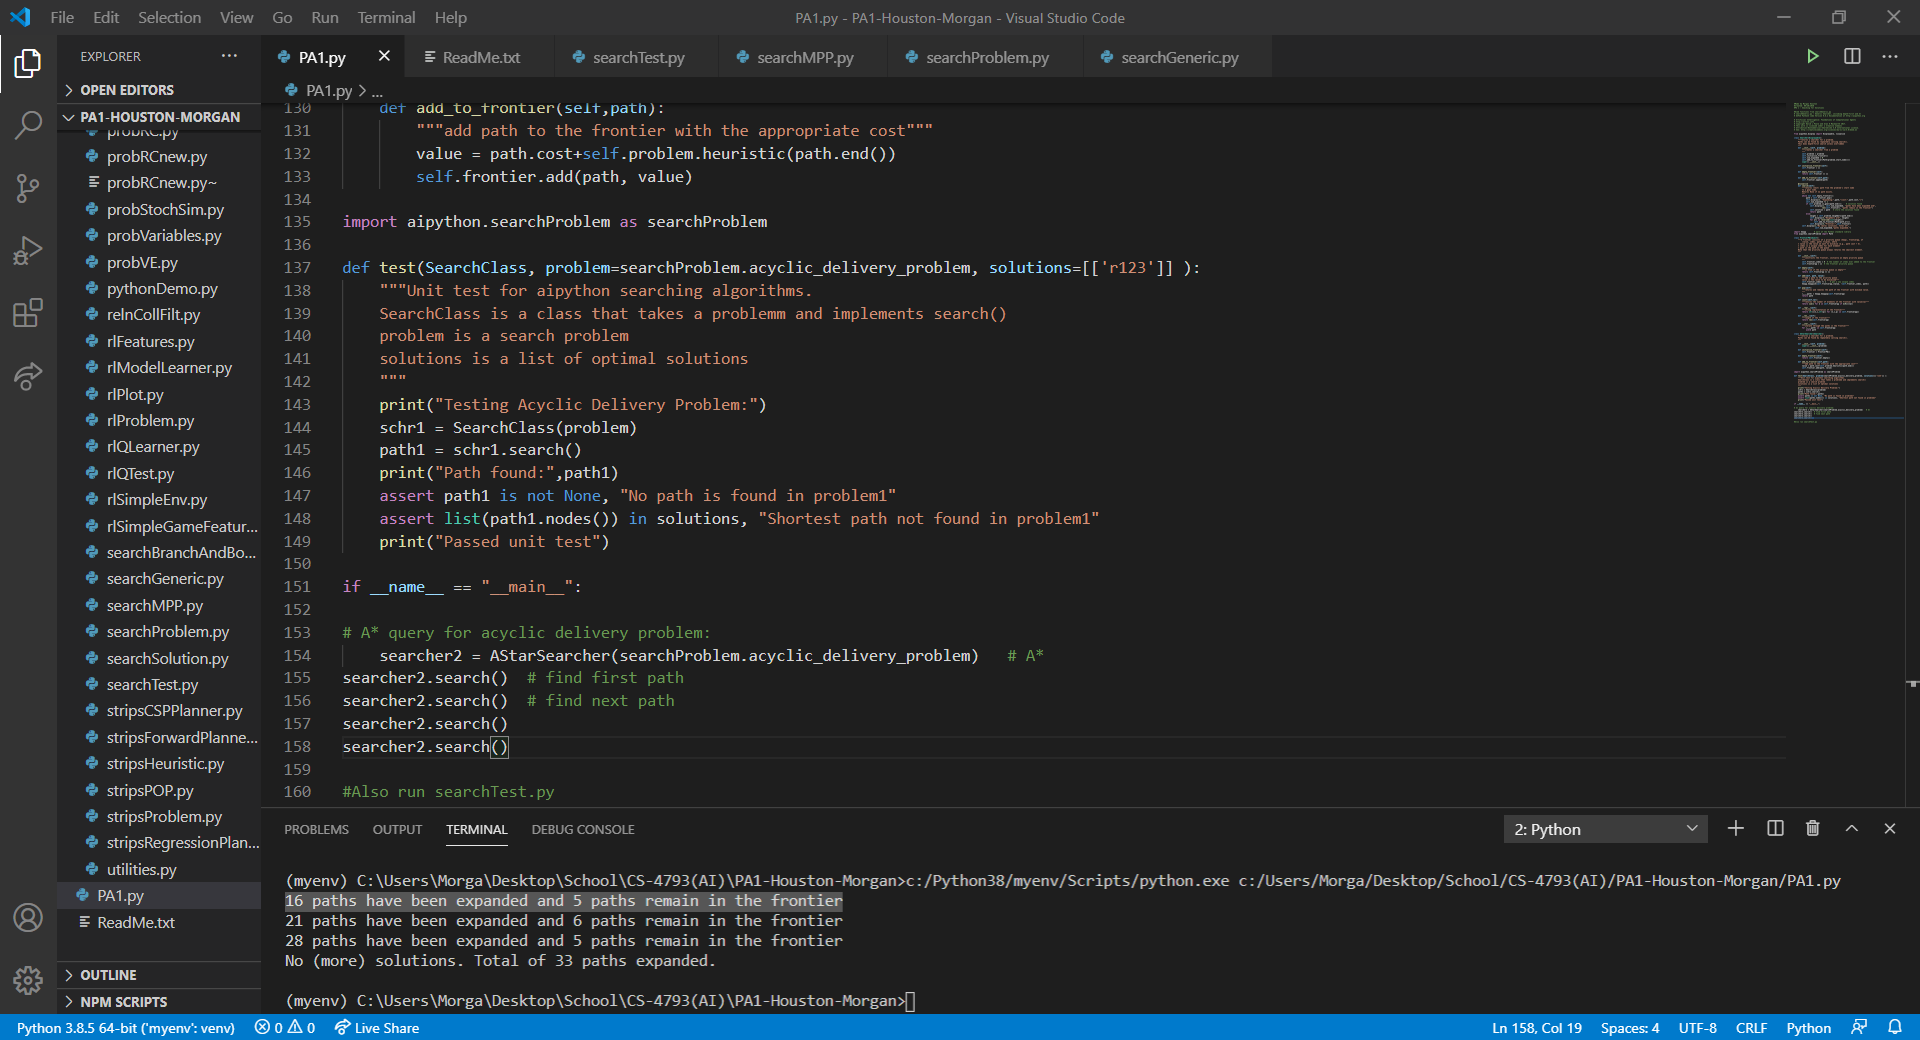 File Edit Selection View Go Run Terminal Help
PA1.py - PA1-Houston-Morgan - Visual Studio Code
EXPLORER
OPEN EDITORS
PA1-HOUSTON-MORGAN
probRC.py
probRCnew.py
probRCnew.py~
probStochSim.py
probVariables.py
probVE.py
pythonDemo.py
relnCollFilt.py
rlFeatures.py
rlModelLearner.py
rlPlot.py
rlProblem.py
rlQLearner.py
rlQTest.py
rlSimpleEnv.py
rlSimpleGameFeatur...
searchBranchAndBo...
searchGeneric.py
searchMPP.py
searchProblem.py
searchSolution.py
searchTest.py
stripsCSPPlanner.py
stripsForwardPlanne...
stripsHeuristic.py
stripsPOP.py
stripsProblem.py
stripsRegressionPlan...
utilities.py
PA1.py
ReadMe.txt
OUTLINE
NPM SCRIPTS
PA1.py ReadMe.txt searchTest.py searchMPP.py searchProblem.py searchGeneric.py
PA1.py > ...
130 def add_to_frontier(self,path):
131 """add path to the frontier with the appropriate cost"""
132 value = path.cost+self.problem.heuristic(path.end())
133 self.frontier.add(path, value)
134
135 import aipython.searchProblem as searchProblem
136
137 def test(SearchClass, problem=searchProblem.acyclic_delivery_problem, solutions=[['r123']] ):
138 """Unit test for aipython searching algorithms.
139 SearchClass is a class that takes a problemm and implements search()
140 problem is a search problem
141 solutions is a list of optimal solutions
142 """
143 print("Testing Acyclic Delivery Problem:")
144 schr1 = SearchClass(problem)
145 path1 = schr1.search()
146 print("Path found:",path1)
147 assert path1 is not None, "No path is found in problem1"
148 assert list(path1.nodes()) in solutions, "Shortest path not found in problem1"
149 print("Passed unit test")
150
151 if __name__ == "__main__":
152
153 # A* query for acyclic delivery problem:
154 searcher2 = AStarSearcher(searchProblem.acyclic_delivery_problem) # A*
155 searcher2.search() # find first path
156 searcher2.search() # find next path
157 searcher2.search()
158 searcher2.search()
159
160 #Also run searchTest.py
PROBLEMS OUTPUT TERMINAL DEBUG CONSOLE
2: Python
(myenv) C:\Users\Morga\Desktop\School\CS-4793(AI)\PA1-Houston-Morgan>c:/Python38/myenv/Scripts/python.exe c:/Users/Morga/Desktop/School/CS-4793(AI)/PA1-Houston-Morgan/PA1.py
16 paths have been expanded and 5 paths remain in the frontier
21 paths have been expanded and 6 paths remain in the frontier
28 paths have been expanded and 5 paths remain in the frontier
No (more) solutions. Total of 33 paths expanded.
(myenv) C:\Users\Morga\Desktop\School\CS-4793(AI)\PA1-Houston-Morgan>
Python 3.8.5 64-bit ('myenv': venv) 0 0 Live Share
Ln 158, Col 19 Spaces: 4 UTF-8 CRLF Python